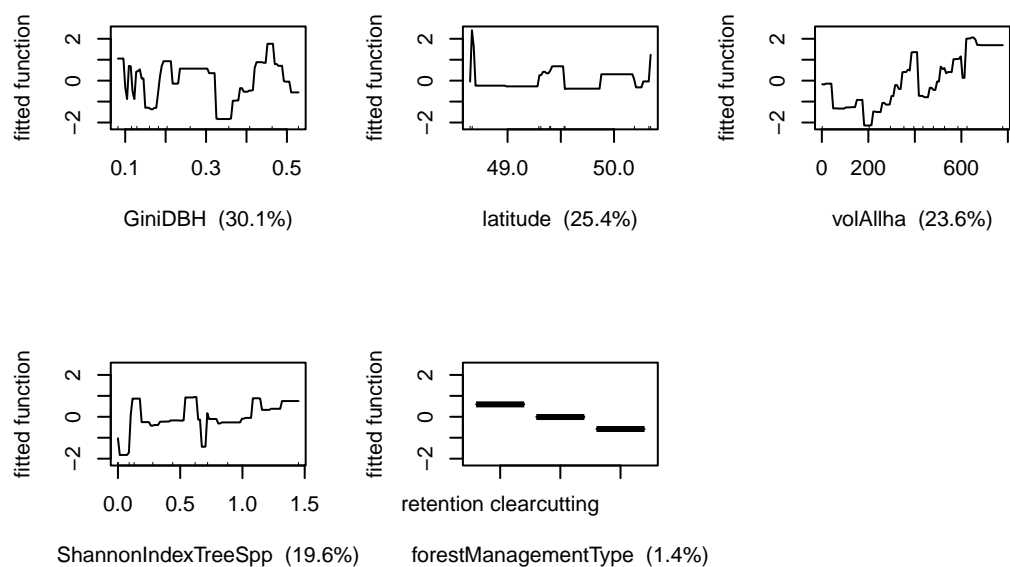 fitted function
−2 0 2
0.1 0.3 0.5
GiniDBH (30.1%)
fitted function
−2 0 2
49.0 50.0
latitude (25.4%)
fitted function
−2 0 2
0 200 600
volAllha (23.6%)
fitted function
−2 0 2
0.0 0.5 1.0 1.5
ShannonIndexTreeSpp (19.6%)
fitted function
−2 0 2
retention clearcutting
forestManagementType (1.4%)